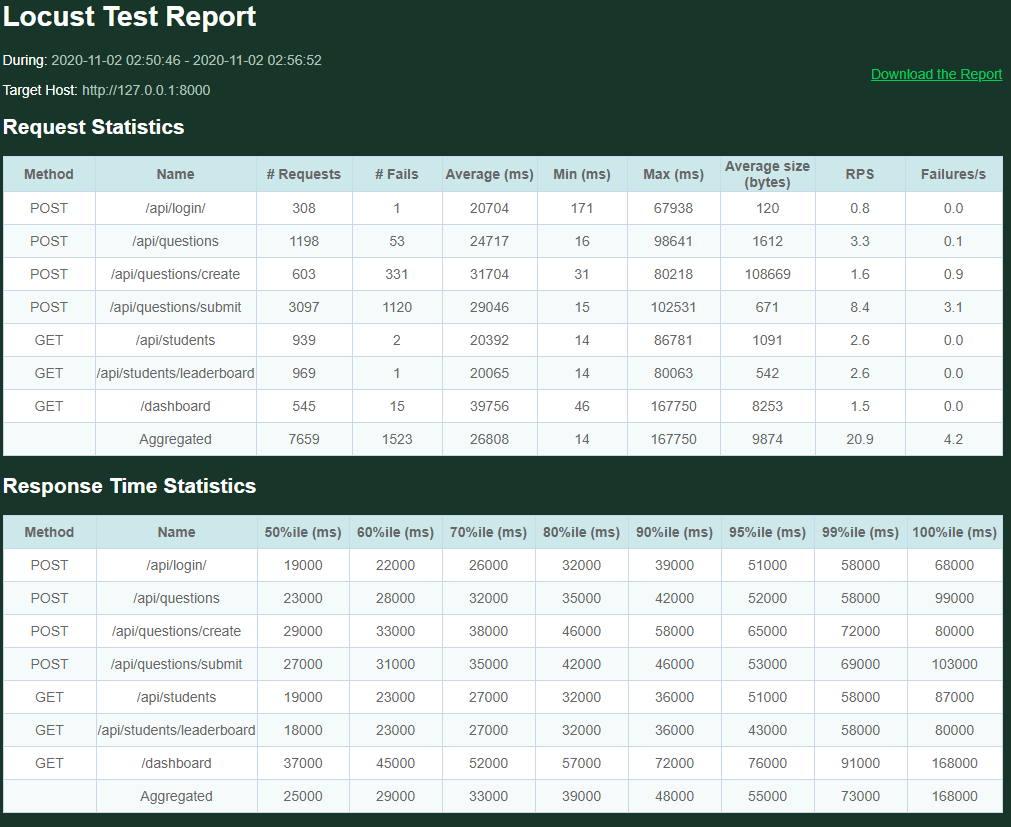 Locust Test Report
During: 2020-11-02 02:50:46 - 2020-11-02 02:56:52
Download the Report
Target Host: http://127.0.0.1:8000
Request Statistics
Method Name # Requests # Fails Average (ms) Min (ms) Max (ms) Average size (bytes) RPS Failures/s
POST /api/login/ 308 1 20704 171 67938 120 0.8 0.0
POST /api/questions 1198 53 24717 16 98641 1612 3.3 0.1
POST /api/questions/create 603 331 31704 31 80218 108669 1.6 0.9
POST /api/questions/submit 3097 1120 29046 15 102531 671 8.4 3.1
GET /api/students 939 2 20392 14 86781 1091 2.6 0.0
GET /api/students/leaderboard 969 1 20065 14 80063 542 2.6 0.0
GET /dashboard 545 15 39756 46 167750 8253 1.5 0.0
Aggregated 7659 1523 26808 14 167750 9874 20.9 4.2
Response Time Statistics
Method Name 50%ile (ms) 60%ile (ms) 70%ile (ms) 80%ile (ms) 90%ile (ms) 95%ile (ms) 99%ile (ms) 100%ile (ms)
POST /api/login/ 19000 22000 26000 32000 39000 51000 58000 68000
POST /api/questions 23000 28000 32000 35000 42000 52000 58000 99000
POST /api/questions/create 29000 33000 38000 46000 58000 65000 72000 80000
POST /api/questions/submit 27000 31000 35000 42000 46000 53000 69000 103000
GET /api/students 19000 23000 27000 32000 36000 51000 58000 87000
GET /api/students/leaderboard 18000 23000 27000 32000 36000 43000 58000 80000
GET /dashboard 37000 45000 52000 57000 72000 76000 91000 168000
Aggregated 25000 29000 33000 39000 48000 55000 73000 168000